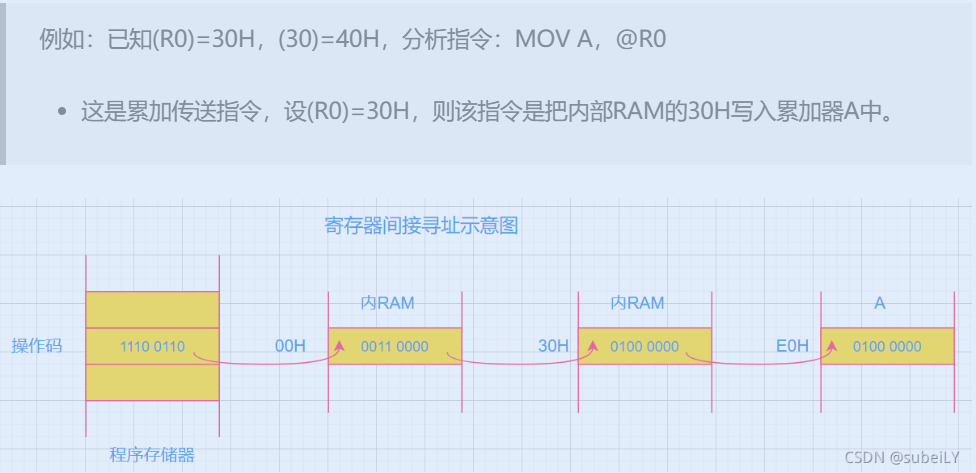 例如：已知(R0)=30H，(30)=40H，分析指令：MOV A，@R0
• 这是累加传送指令，设(R0)=30H，则该指令是把内部RAM的30H写入累加器A中。
寄存器间接寻址示意图
内RAM 内RAM A
操作码 1110 0110 00H 0011 0000 30H 0100 0000 E0H 0100 0000
程序存储器
CSDN @subeiLY